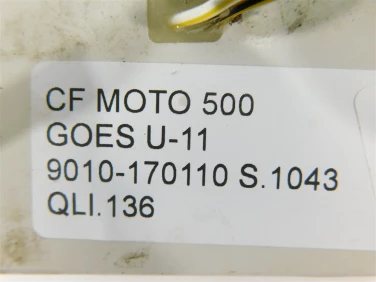 CF MOTO 500
GOES U-11
9010-170110 S.1043
QLI.136